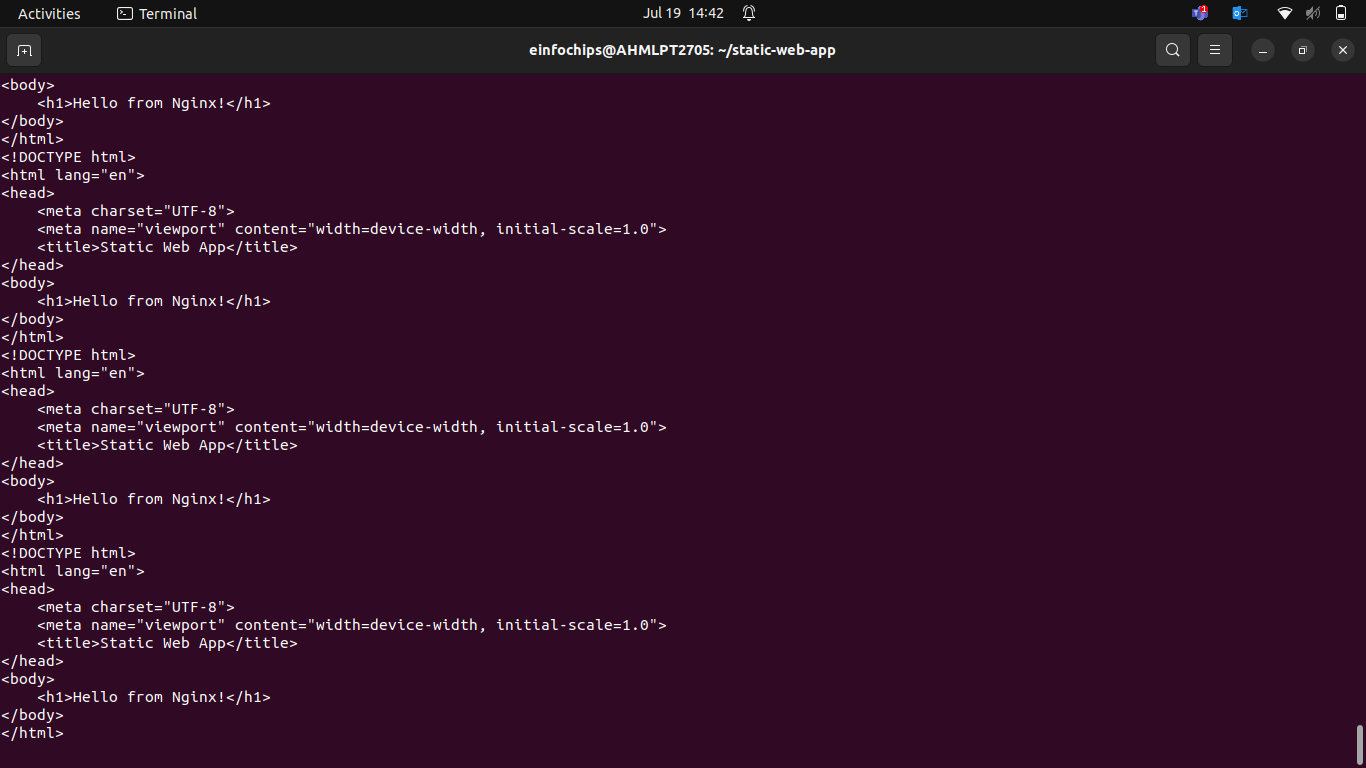 Activities Terminal Jul 19 14:42 1
einfochips@AHMLPT2705: ~/static-web-app
<body>
    <h1>Hello from Nginx!</h1>
</body>
</html>
<!DOCTYPE html>
<html lang="en">
<head>
    <meta charset="UTF-8">
    <meta name="viewport" content="width=device-width, initial-scale=1.0">
    <title>Static Web App</title>
</head>
<body>
    <h1>Hello from Nginx!</h1>
</body>
</html>
<!DOCTYPE html>
<html lang="en">
<head>
    <meta charset="UTF-8">
    <meta name="viewport" content="width=device-width, initial-scale=1.0">
    <title>Static Web App</title>
</head>
<body>
    <h1>Hello from Nginx!</h1>
</body>
</html>
<!DOCTYPE html>
<html lang="en">
<head>
    <meta charset="UTF-8">
    <meta name="viewport" content="width=device-width, initial-scale=1.0">
    <title>Static Web App</title>
</head>
<body>
    <h1>Hello from Nginx!</h1>
</body>
</html>